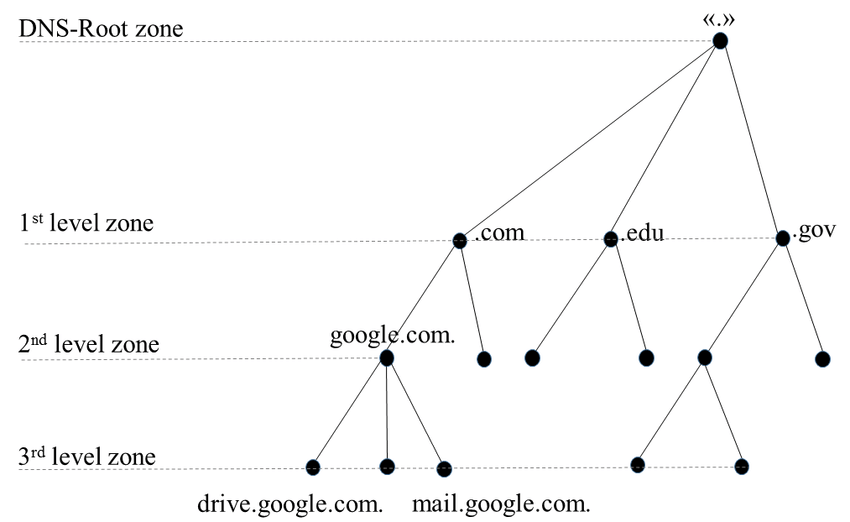 «.»
DNS-Root zone
1st level zone
.com
.edu
.gov
google.com.
2nd level zone
3rd level zone
drive.google.com.
mail.google.com.